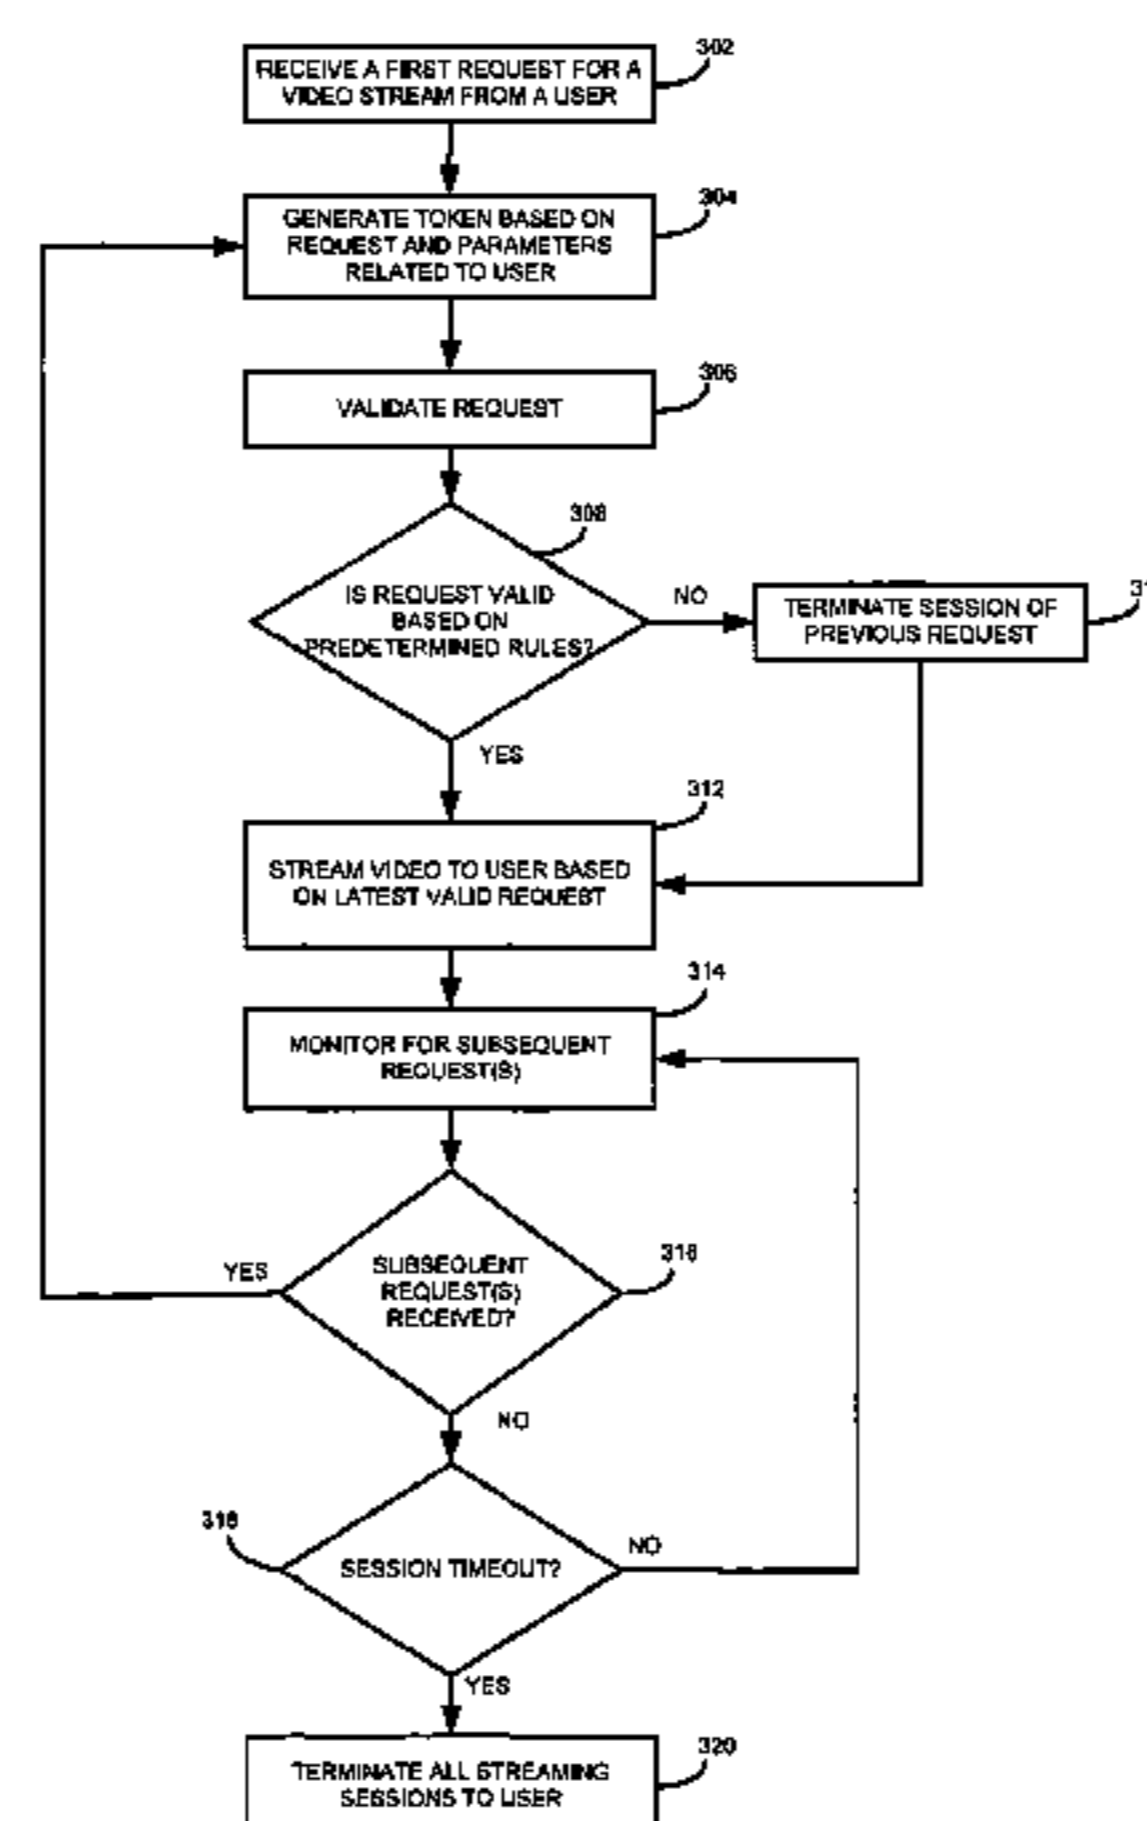 302
RECEIVE A FIRST REQUEST FOR A
VIDEO STREAM FROM A USER
304
GENERATE TOKEN BASED ON
REQUEST AND PARAMETERS
RELATED TO USER
306
VALIDATE REQUEST
308
IS REQUEST VALID
BASED ON
PREDETERMINED RULES?
NO
31
TERMINATE SESSION OF
PREVIOUS REQUEST
YES
312
STREAM VIDEO TO USER BASED
ON LATEST VALID REQUEST
314
MONITOR FOR SUBSEQUENT
REQUEST(S)
316
YES
SUBSEQUENT
REQUEST(S)
RECEIVED?
NO
318
SESSION TIMEOUT?
NO
YES
320
TERMINATE ALL STREAMING
SESSIONS TO USER